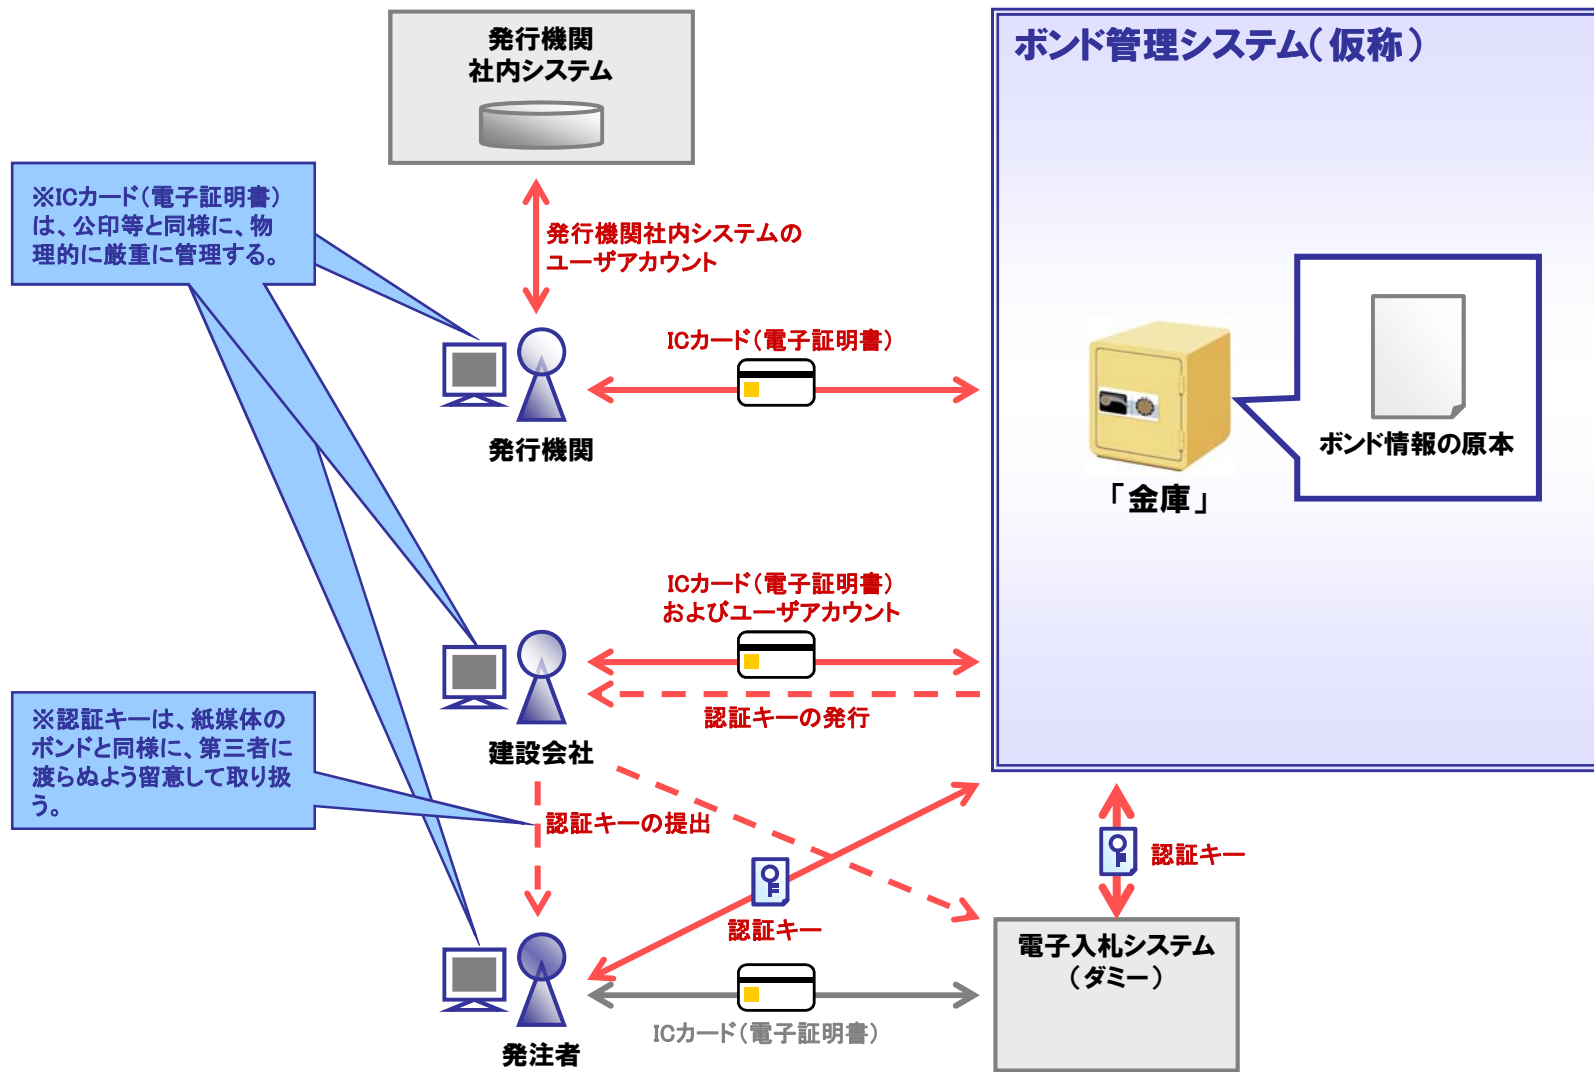 発行機関
社内システム
ボンド管理システム(仮称)
※ICカード(電子証明書)
は、公印等と同様に、物
理的に厳重に管理する。
発行機関社内システムの
ユーザアカウント
ICカード(電子証明書)
発行機関
ボンド情報の原本
「金庫」
ICカード(電子証明書)
およびユーザアカウント
認証キーの発行
建設会社
※認証キーは、紙媒体の
ボンドと同様に、第三者に
渡らぬよう留意して取り扱
う。
認証キーの提出
認証キー
認証キー
電子入札システム
(ダミー)
ICカード(電子証明書)
発注者